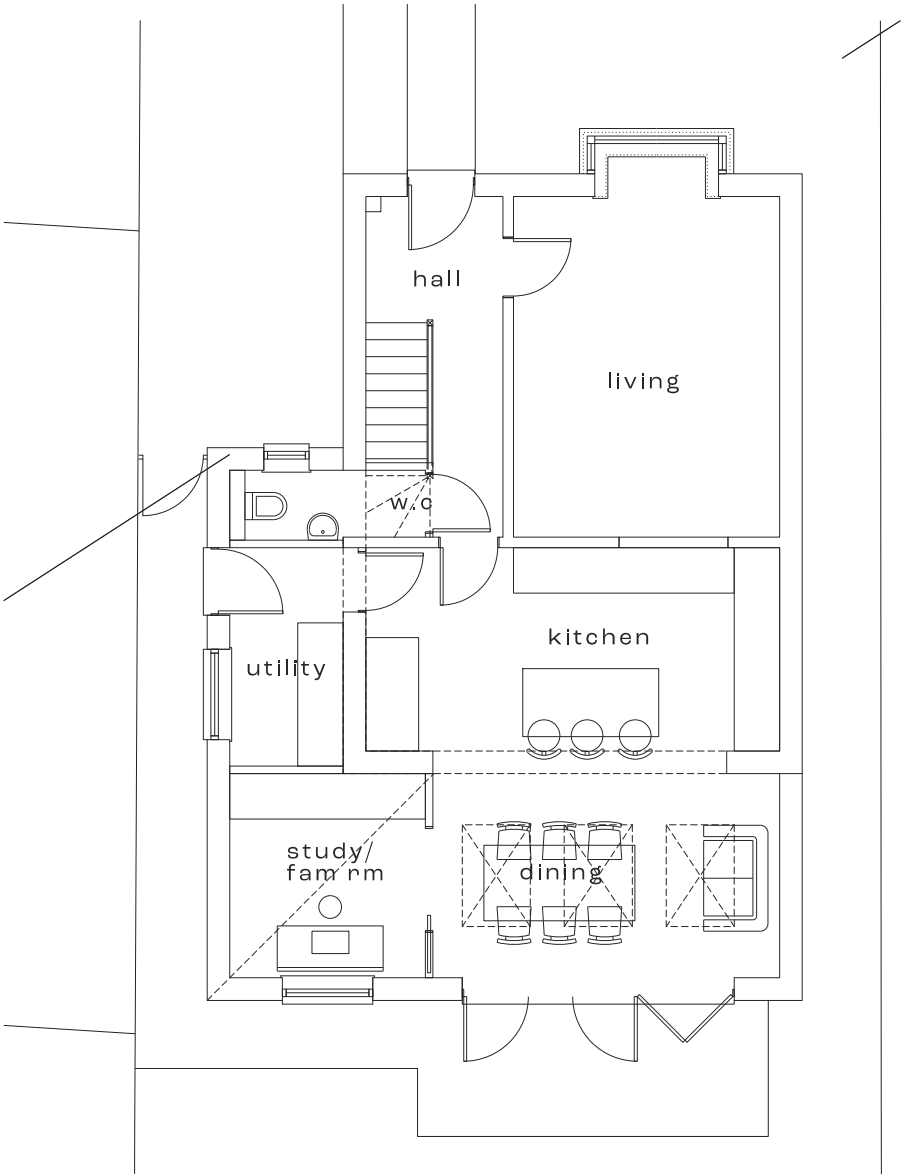 hall
living
w.c
kitchen
utility
study/
fam rm
dining